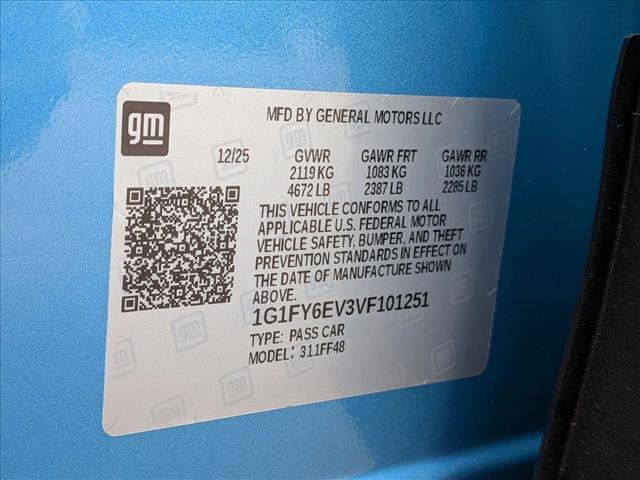 gm
MFD BY GENERAL MOTORS LLC
12/25 GVWR GAWR FRT GAWR RR
2119 KG 1083 KG 1036 KG
4672 LB 2387 LB 2285 LB
THIS VEHICLE CONFORMS TO ALL
APPLICABLE U.S. FEDERAL MOTOR
VEHICLE SAFETY, BUMPER, AND THEFT
PREVENTION STANDARDS IN EFFECT ON
THE DATE OF MANUFACTURE SHOWN
ABOVE.
1G1FY6EV3VF101251
TYPE: PASS CAR
MODEL: 311FF48